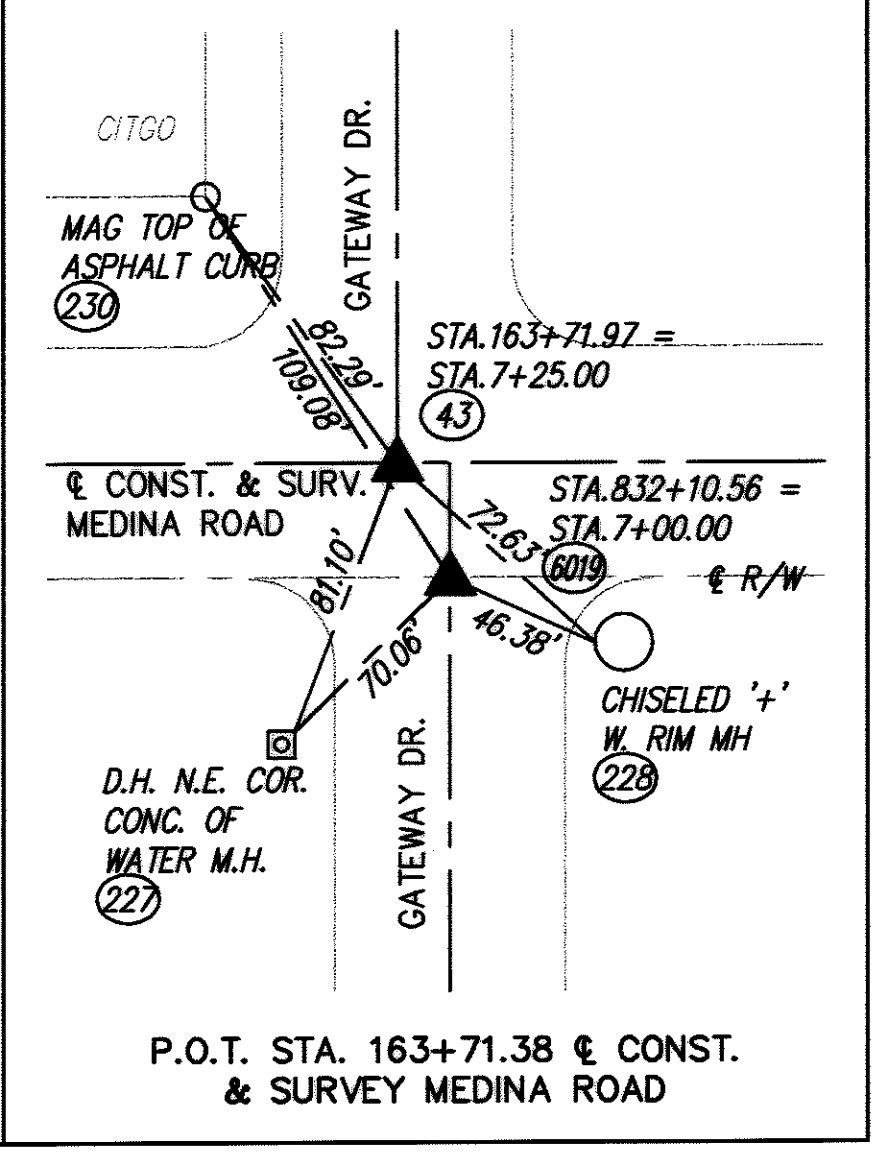 CITGO
GATEWAY DR.
MAG TOP OF
ASPHALT CURB
230
82.29'
109.08'
STA.163+71.97 =
STA.7+25.00
43
℄ CONST. & SURV.
MEDINA ROAD
72.63'
STA.832+10.56 =
STA.7+00.00
6019
℄ R/W
81.10'
70.06'
46.38'
CHISELED '+'
W. RIM MH
228
D.H. N.E. COR.
CONC. OF
WATER M.H.
227
GATEWAY DR.
P.O.T. STA. 163+71.38 ℄ CONST.
& SURVEY MEDINA ROAD